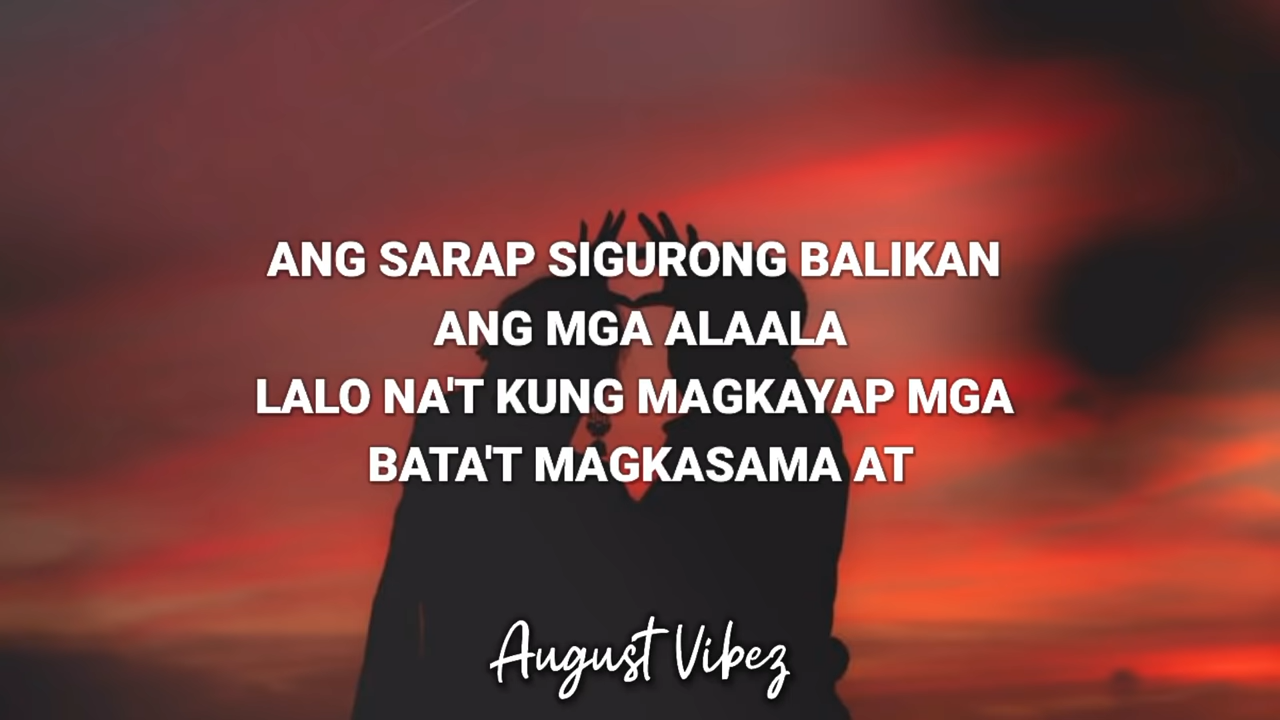 ANG SARAP SIGURONG BALIKAN
ANG MGA ALAALA
LALO NA'T KUNG MAGKAYAP MGA
BATA'T MAGKASAMA AT
August Vibez